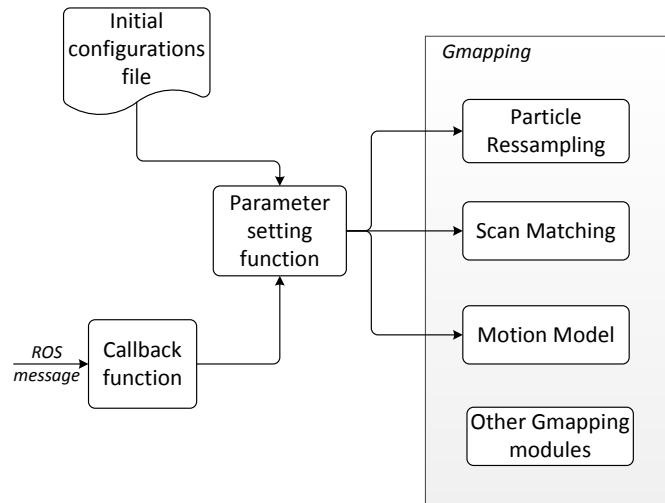 Initial
configurations
file
Gmapping
Particle
Ressampling
Parameter
setting
function
Scan Matching
Motion Model
ROS
message
Callback
function
Other Gmapping
modules